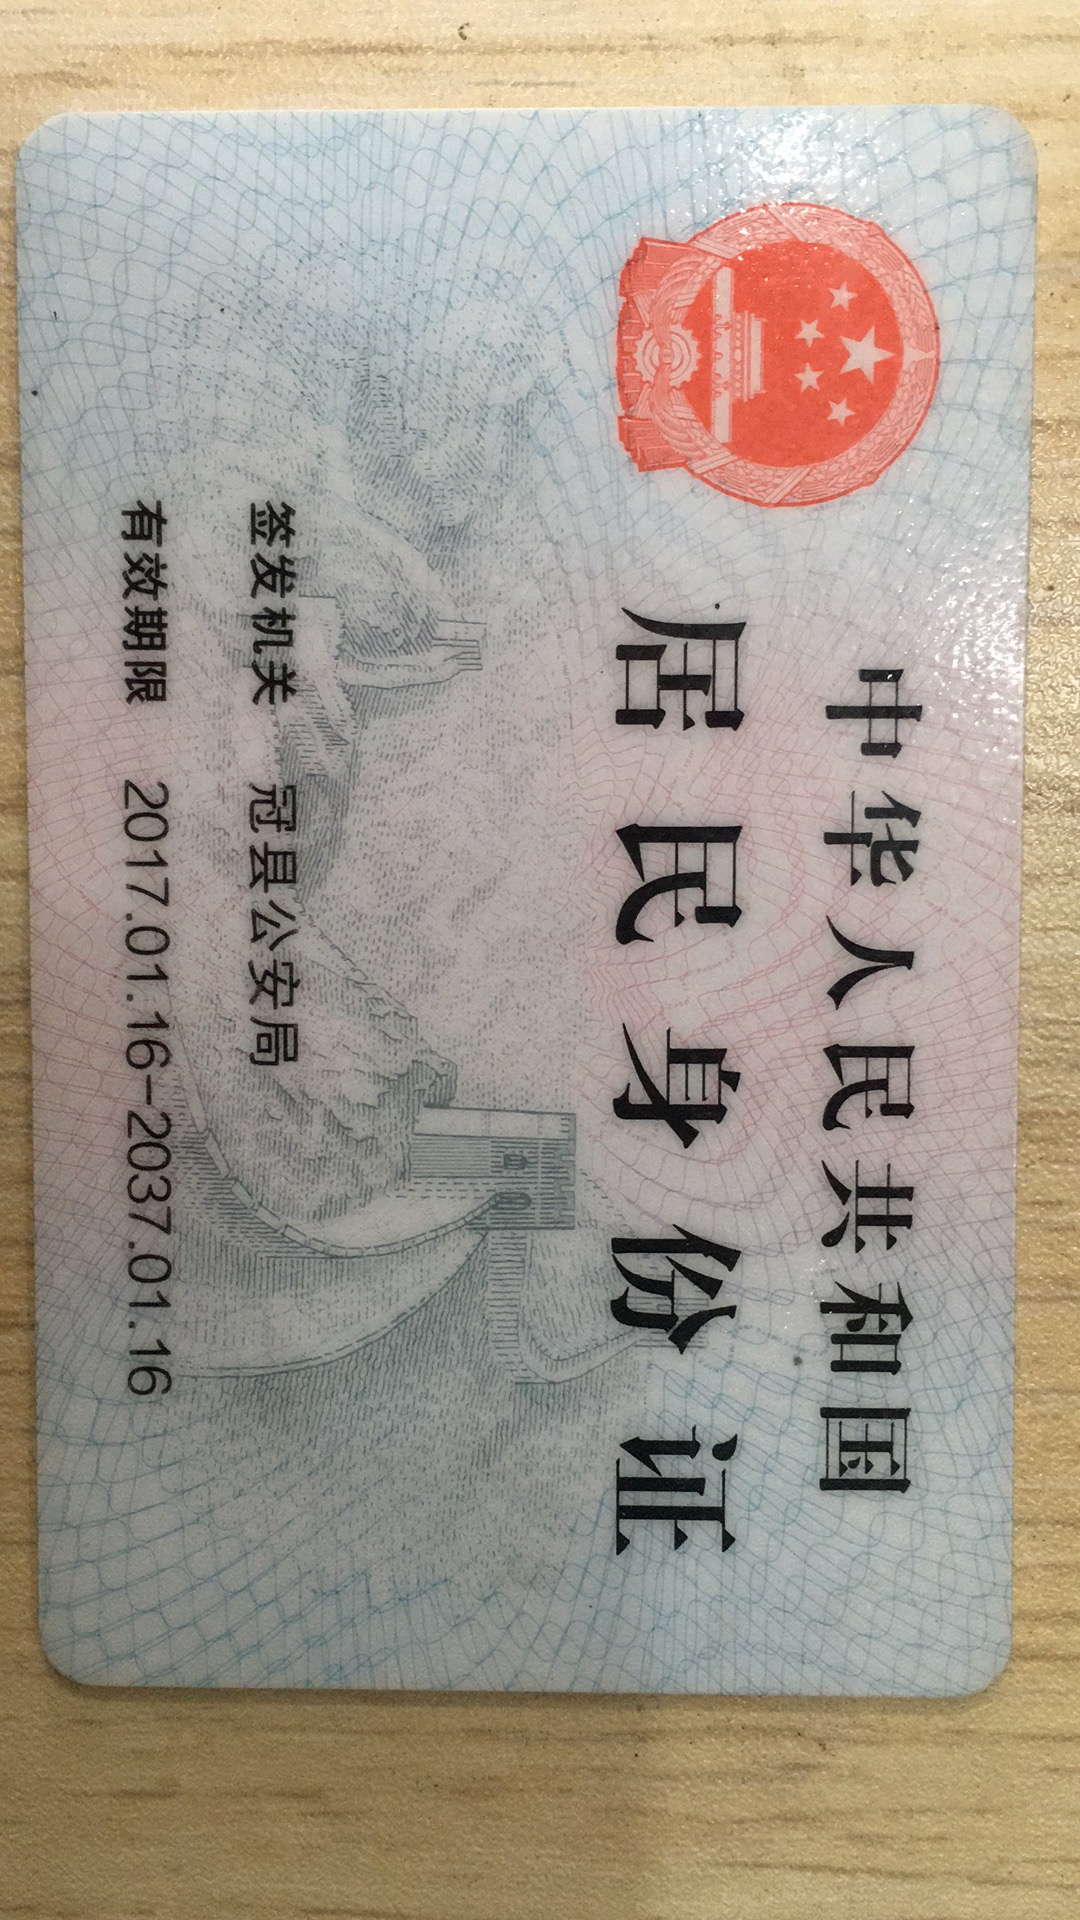 中华人民共和国
居民身份证
签发机关 冠县公安局
有效期限 2017.01.16-2037.01.16